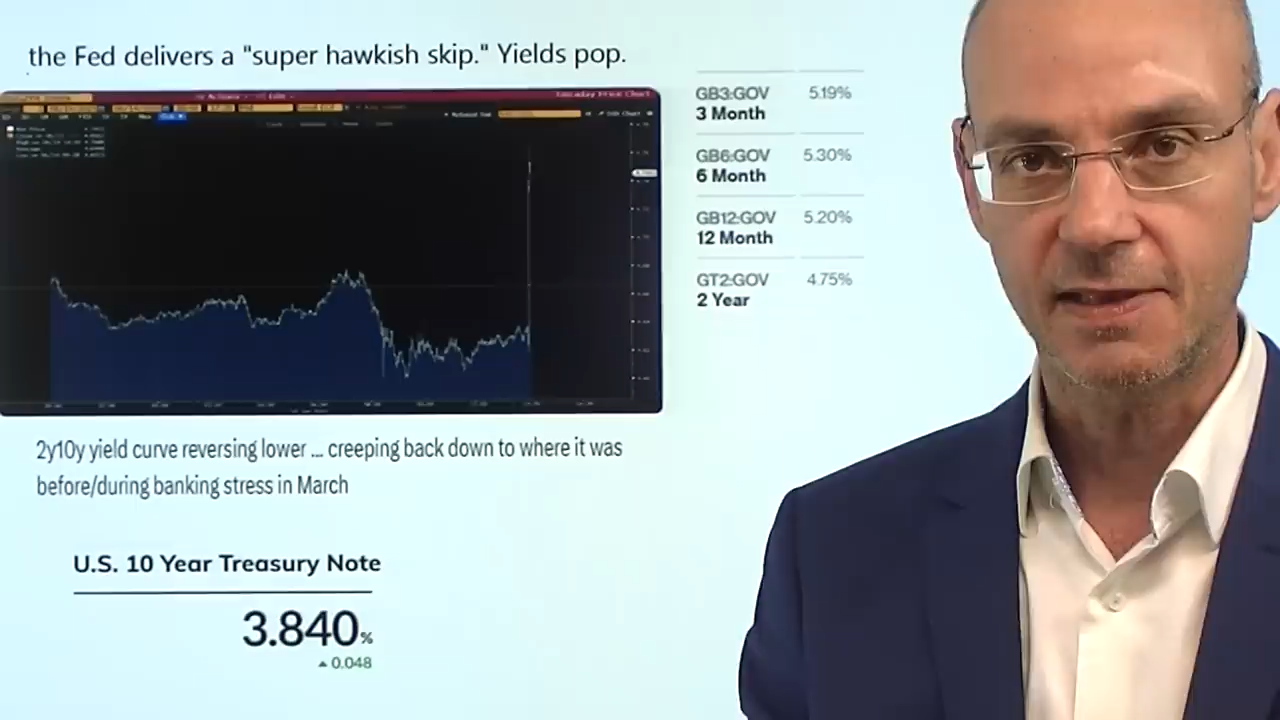 the Fed delivers a "super hawkish skip." Yields pop.
GB3:GOV 5.19%
3 Month
GB6:GOV 5.30%
6 Month
GB12:GOV 5.20%
12 Month
GT2:GOV 4.75%
2 Year
2y10y yield curve reversing lower ... creeping back down to where it was
before/during banking stress in March
U.S. 10 Year Treasury Note
3.840%
▲ 0.048